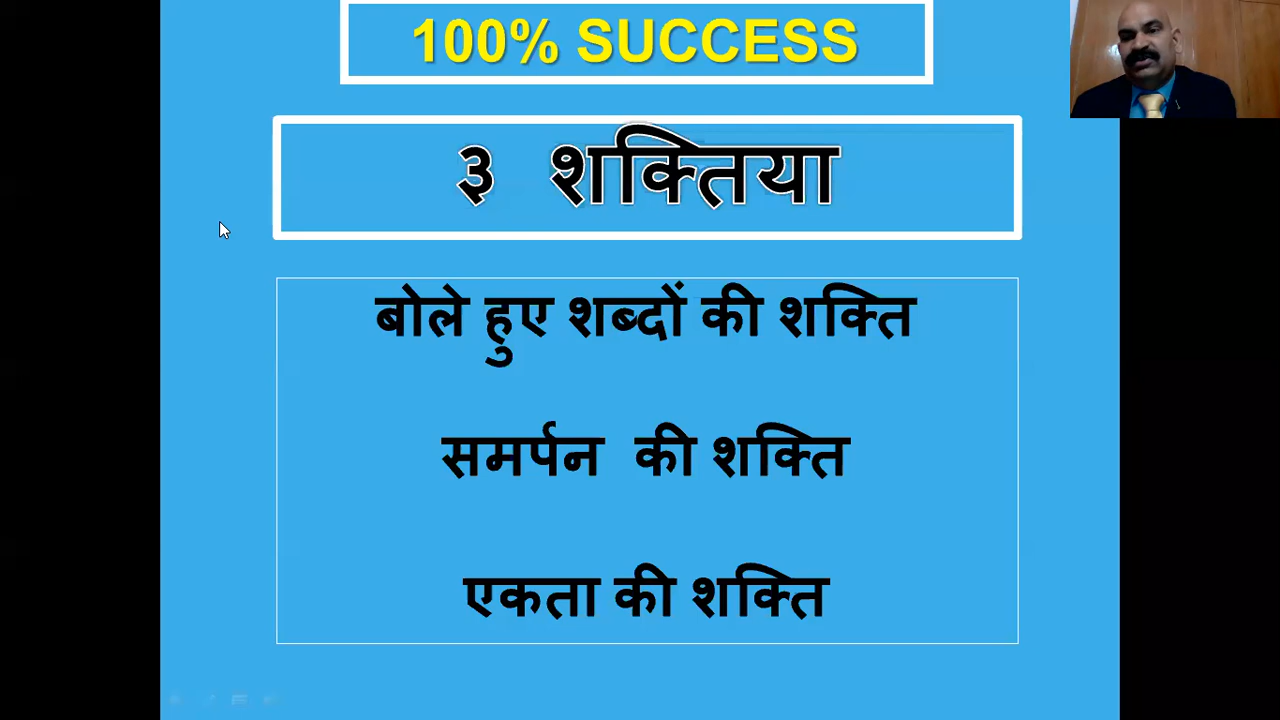 100% SUCCESS
३ शक्तिया
बोले हुए शब्दों की शक्ति
समर्पन की शक्ति
एकता की शक्ति